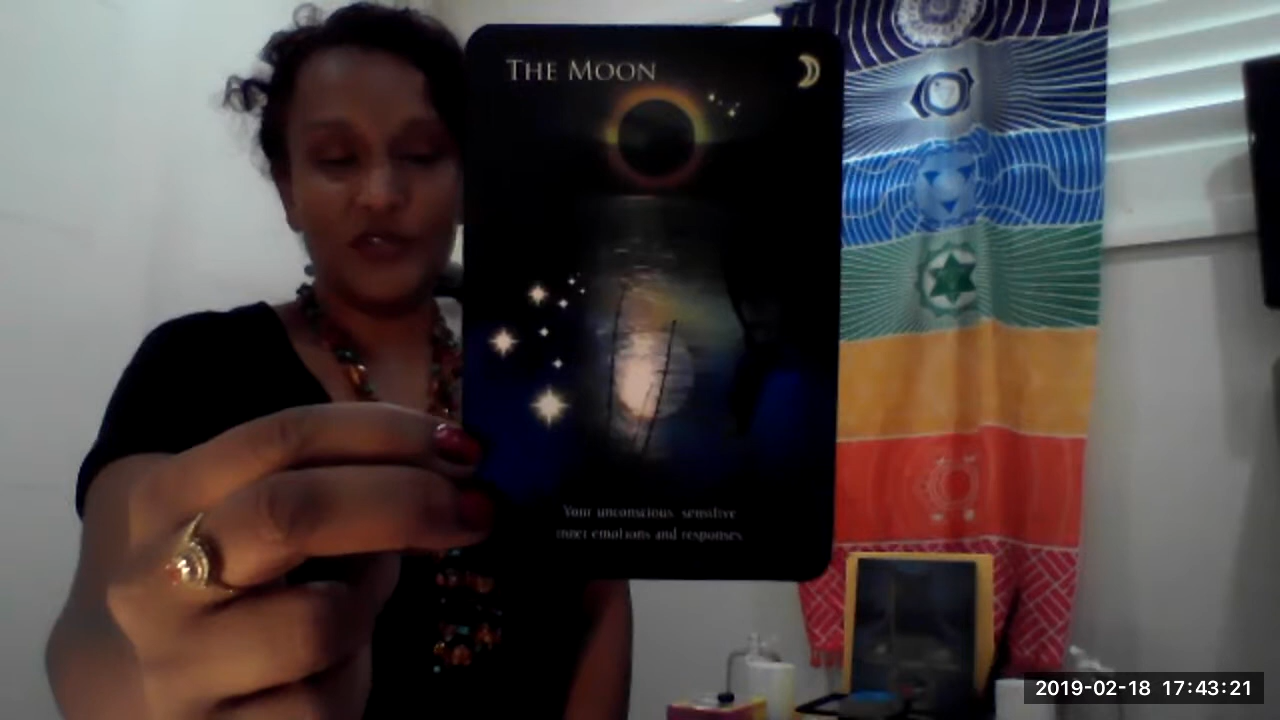 THE MOON
Your unconscious sensitive
inner emotions and responses
2019-02-18 17:43:21